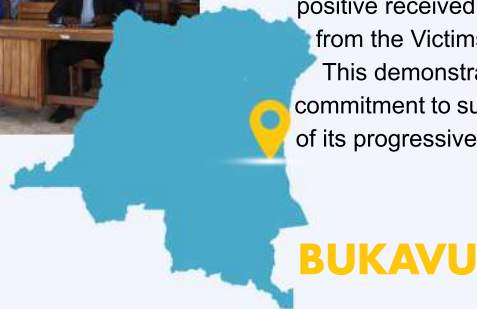 positive received
from the Victims
This demonstra
commitment to su
of its progressive
BUKAVU